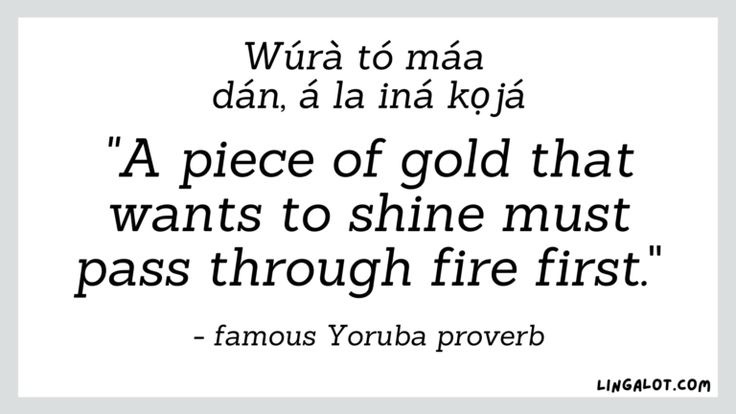 Wúrà tó máa
dán, á la iná kọjá
"A piece of gold that
wants to shine must
pass through fire first."
- famous Yoruba proverb
LINGALOT.COM